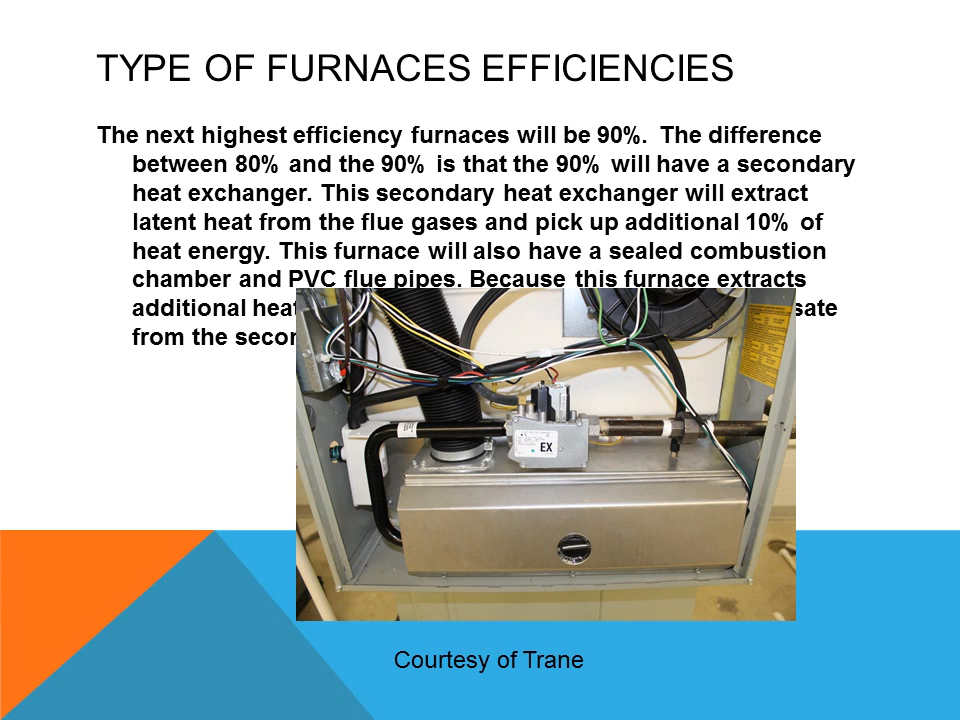 TYPE OF FURNACES EFFICIENCIES
The next highest efficiency furnaces will be 90%. The difference
between 80% and the 90% is that the 90% will have a secondary
heat exchanger. This secondary heat exchanger will extract
latent heat from the flue gases and pick up additional 10% of
heat energy. This furnace will also have a sealed combustion
chamber and PVC flue pipes. Because this furnace extracts
additional heat sate
from the secon
EX
Courtesy of Trane